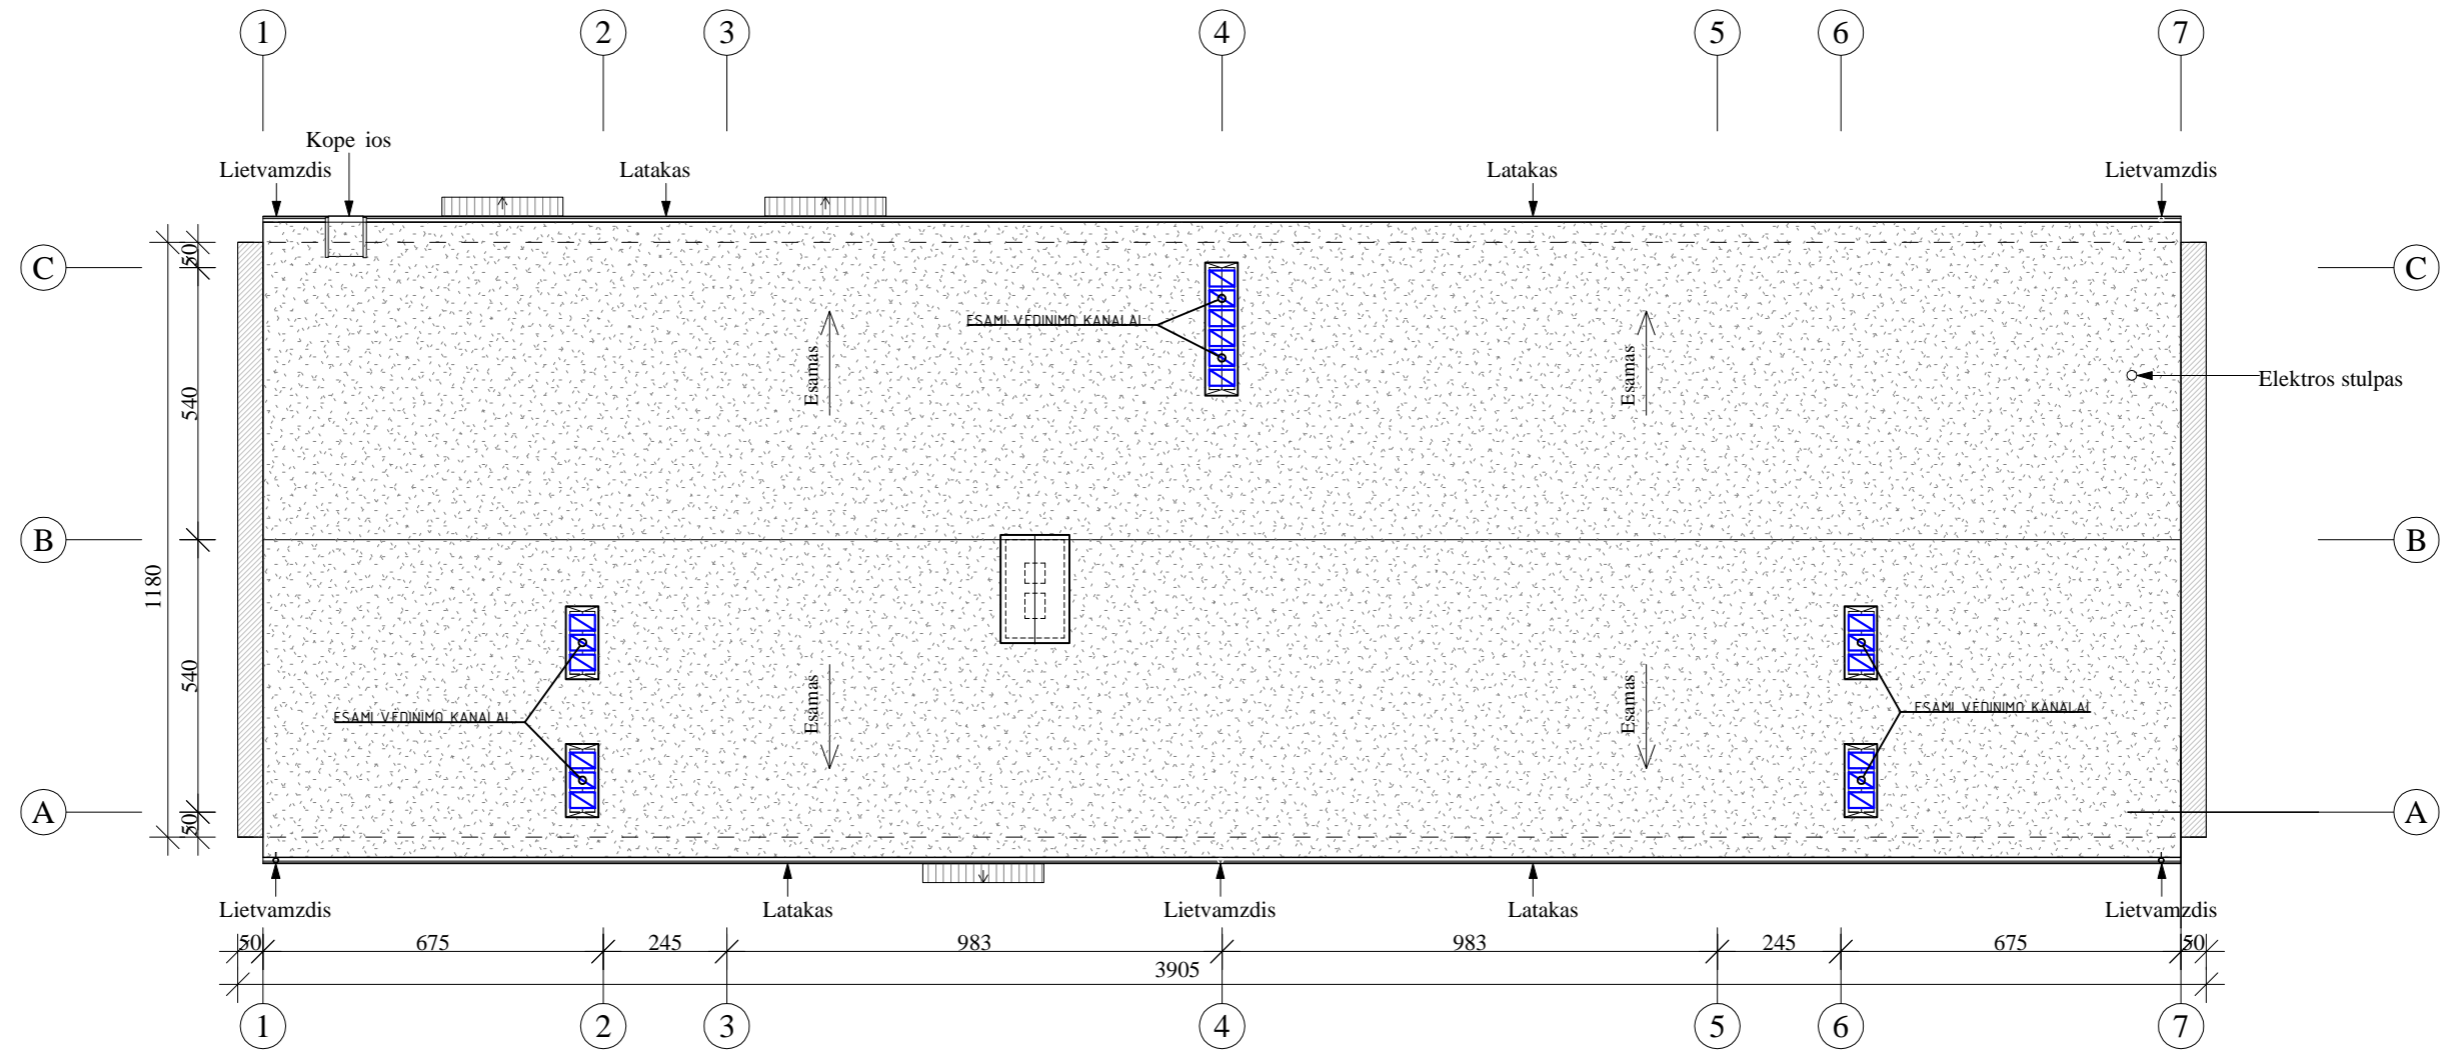 1 2 3 4 5 6 7
Kope ios
Lietvamzdis Latakas Latakas Lietvamzdis
50
C C
ESAMI VĖDINIMO KANALAI
Esamas Esamas
Elektros stulpas
540
B B
1180
540
Esamas Esamas
ESAMI VĖDINIMO KANALAI ESAMI VĖDINIMO KANALAI
A A
50
Lietvamzdis Latakas Lietvamzdis Latakas Lietvamzdis
50 675 245 983 983 245 675 50
3905
1 2 3 4 5 6 7